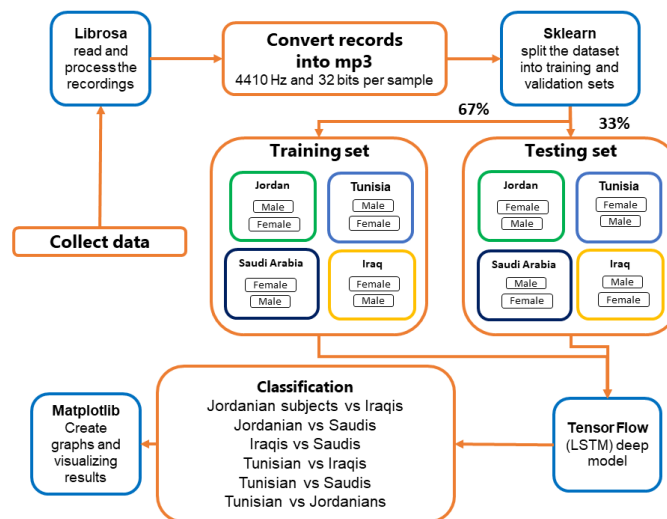 Librosa
read and
process the
recordings
Convert records
into mp3
4410 Hz and 32 bits per sample
Sklearn
split the dataset
into training and
validation sets
67%
33%
Training set
Jordan
Male
Female
Tunisia
Male
Female
Saudi Arabia
Female
Male
Iraq
Female
Male
Testing set
Jordan
Female
Male
Tunisia
Female
Male
Saudi Arabia
Male
Female
Iraq
Male
Female
Collect data
Matplotlib
Create
graphs and
visualizing
results
Classification
Jordanian subjects vs Iraqis
Jordanian vs Saudis
Iraqis vs Saudis
Tunisian vs Iraqis
Tunisian vs Saudis
Tunisian vs Jordanians
TensorFlow
(LSTM) deep
model